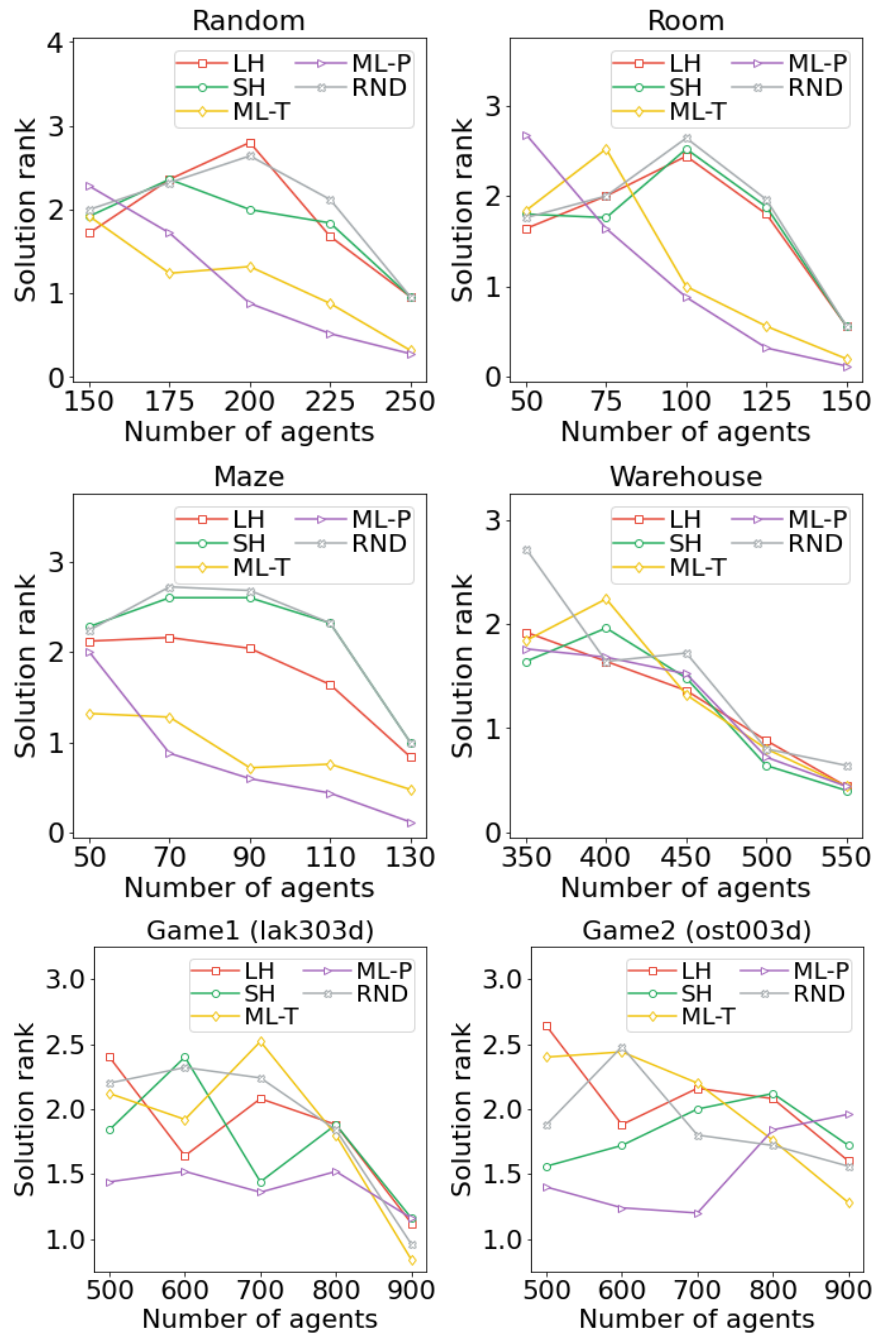 Random
Solution rank
4
3
2
1
0
LH
SH
ML-T
ML-P
RND
150 175 200 225 250
Number of agents
Room
Solution rank
3
2
1
0
LH
SH
ML-T
ML-P
RND
50 75 100 125 150
Number of agents
Maze
Solution rank
3
2
1
0
LH
SH
ML-T
ML-P
RND
50 70 90 110 130
Number of agents
Warehouse
Solution rank
3
2
1
0
LH
SH
ML-T
ML-P
RND
350 400 450 500 550
Number of agents
Game1 (lak303d)
Solution rank
3.0
2.5
2.0
1.5
1.0
LH
SH
ML-T
ML-P
RND
500 600 700 800 900
Number of agents
Game2 (ost003d)
Solution rank
3.0
2.5
2.0
1.5
1.0
LH
SH
ML-T
ML-P
RND
500 600 700 800 900
Number of agents